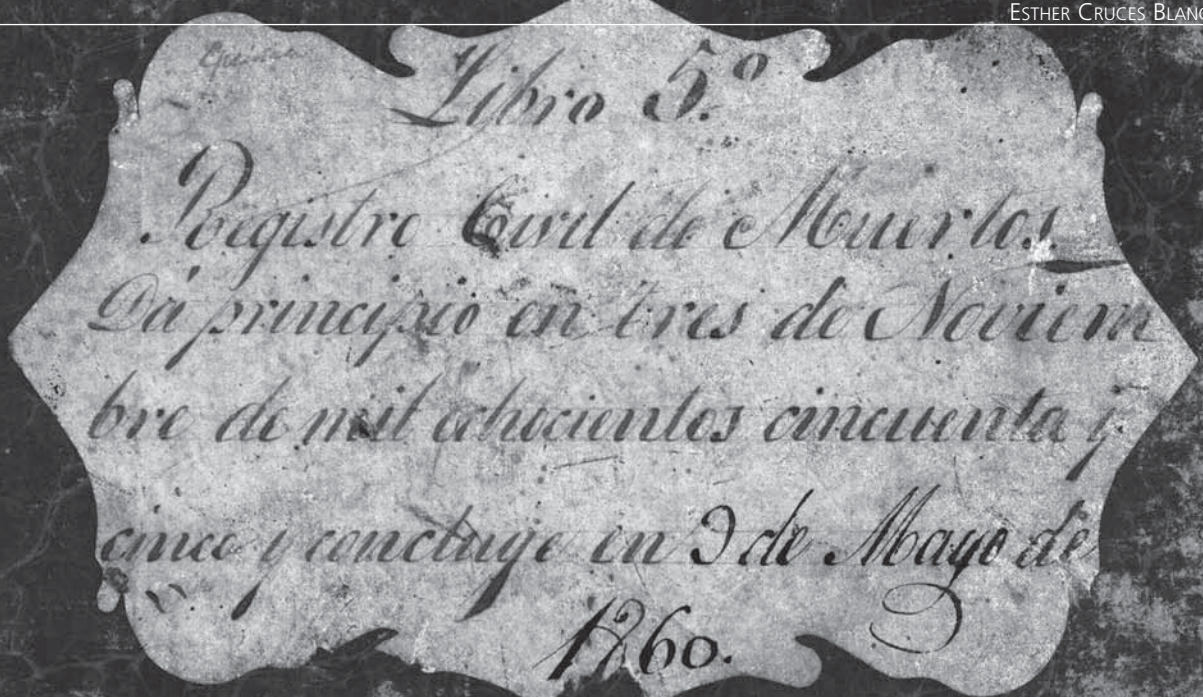 ESTHER CRUCES BLANC
Libro 5.º
Registro Civil de Muertos.
Dá principio en tres de Noviem
bre de mil ochocientos cincuenta y
cinco y concluye en 9 de Mayo de
1860.